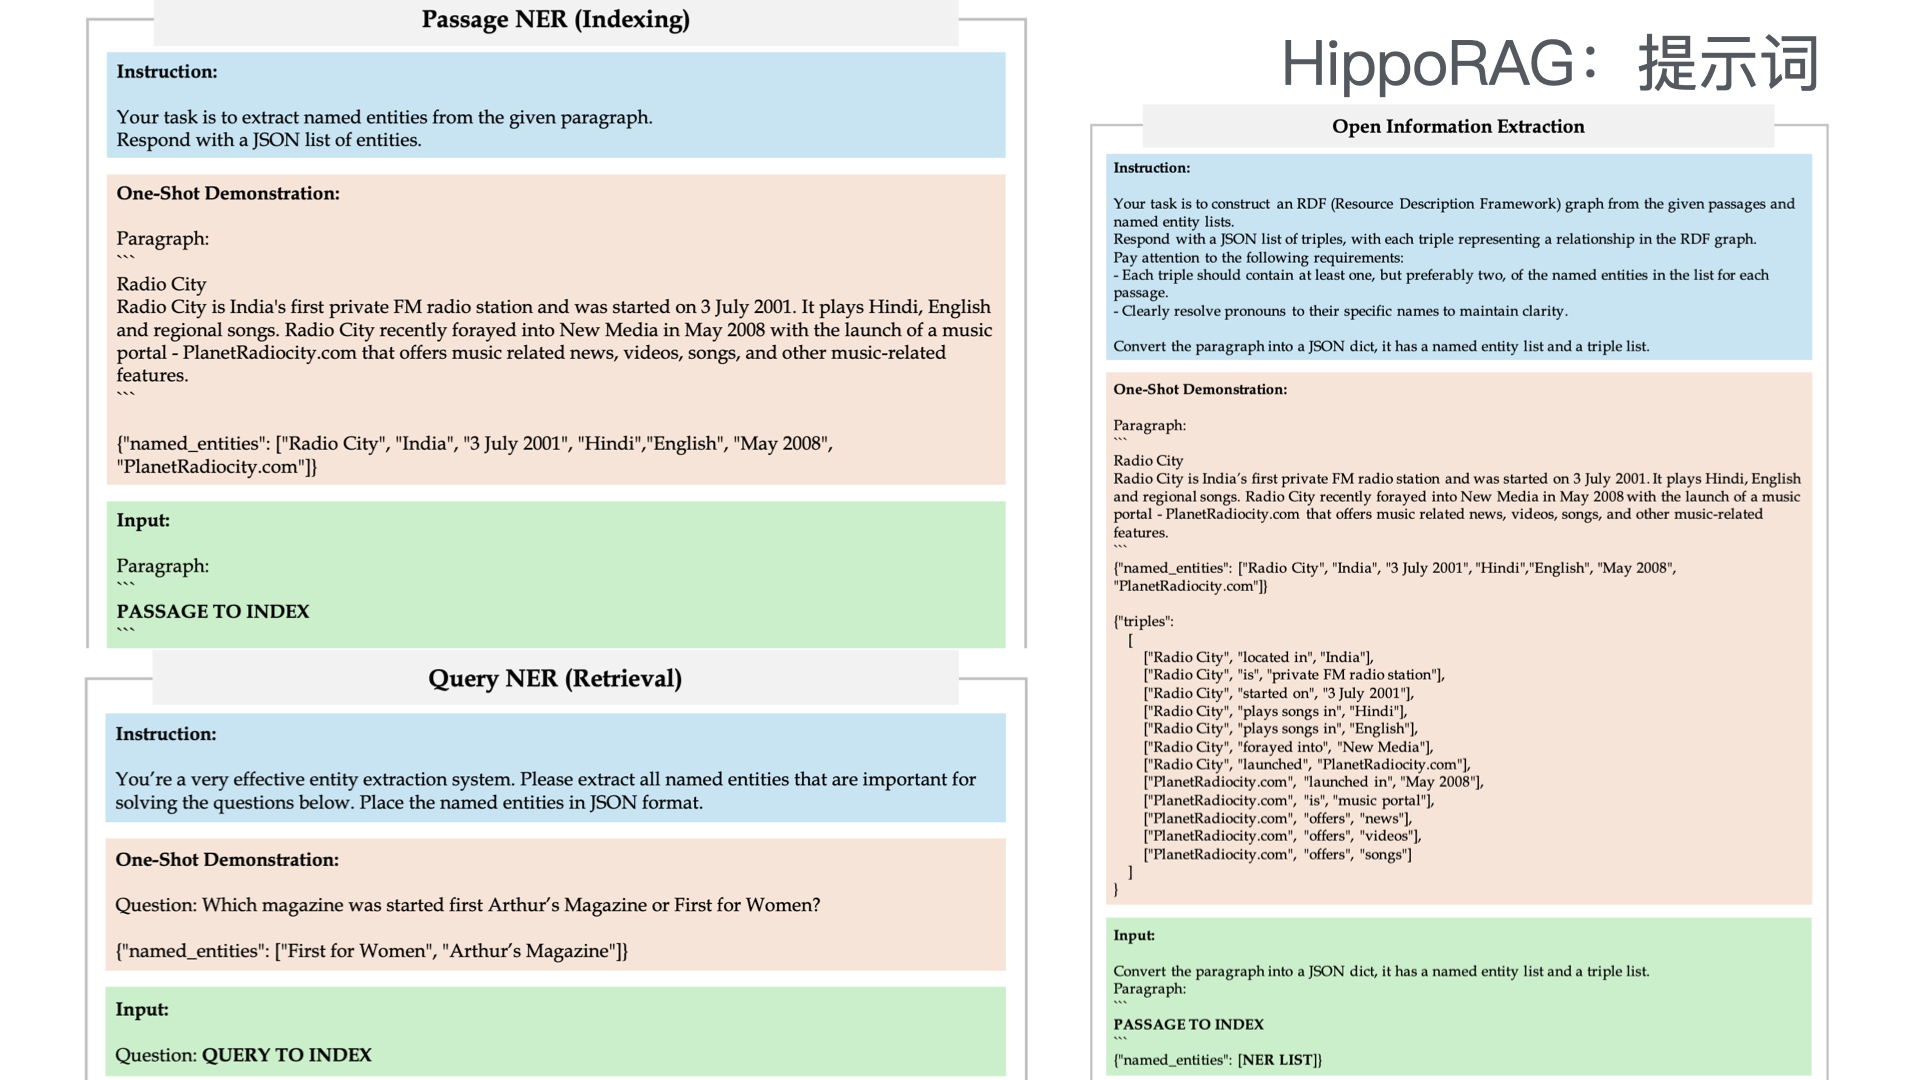 HippoRAG：提示词
Passage NER (Indexing)
Instruction:
Your task is to extract named entities from the given paragraph.
Respond with a JSON list of entities.
One-Shot Demonstration:
Paragraph:
```
Radio City
Radio City is India's first private FM radio station and was started on 3 July 2001. It plays Hindi, English
and regional songs. Radio City recently forayed into New Media in May 2008 with the launch of a music
portal - PlanetRadiocity.com that offers music related news, videos, songs, and other music-related
features.
```
{"named_entities": ["Radio City", "India", "3 July 2001", "Hindi","English", "May 2008",
"PlanetRadiocity.com"]}
Input:
Paragraph:
```
PASSAGE TO INDEX
```
Query NER (Retrieval)
Instruction:
You’re a very effective entity extraction system. Please extract all named entities that are important for
solving the questions below. Place the named entities in JSON format.
One-Shot Demonstration:
Question: Which magazine was started first Arthur’s Magazine or First for Women?
{"named_entities": ["First for Women", "Arthur’s Magazine"]}
Input:
Question: QUERY TO INDEX
Open Information Extraction
Instruction:
Your task is to construct an RDF (Resource Description Framework) graph from the given passages and
named entity lists.
Respond with a JSON list of triples, with each triple representing a relationship in the RDF graph.
Pay attention to the following requirements:
- Each triple should contain at least one, but preferably two, of the named entities in the list for each
passage.
- Clearly resolve pronouns to their specific names to maintain clarity.
Convert the paragraph into a JSON dict, it has a named entity list and a triple list.
One-Shot Demonstration:
Paragraph:
```
Radio City
Radio City is India’s first private FM radio station and was started on 3 July 2001. It plays Hindi, English
and regional songs. Radio City recently forayed into New Media in May 2008 with the launch of a music
portal - PlanetRadiocity.com that offers music related news, videos, songs, and other music-related
features.
```
{"named_entities": ["Radio City", "India", "3 July 2001", "Hindi","English", "May 2008",
"PlanetRadiocity.com"]}
{"triples":
[
["Radio City", "located in", "India"],
["Radio City", "is", "private FM radio station"],
["Radio City", "started on", "3 July 2001"],
["Radio City", "plays songs in", "Hindi"],
["Radio City", "plays songs in", "English"],
["Radio City", "forayed into", "New Media"],
["Radio City", "launched", "PlanetRadiocity.com"],
["PlanetRadiocity.com", "launched in", "May 2008"],
["PlanetRadiocity.com", "is", "music portal"],
["PlanetRadiocity.com", "offers", "news"],
["PlanetRadiocity.com", "offers", "videos"],
["PlanetRadiocity.com", "offers", "songs"]
]
}
Input:
Convert the paragraph into a JSON dict, it has a named entity list and a triple list.
Paragraph:
```
PASSAGE TO INDEX
```
{"named_entities": [NER LIST]}